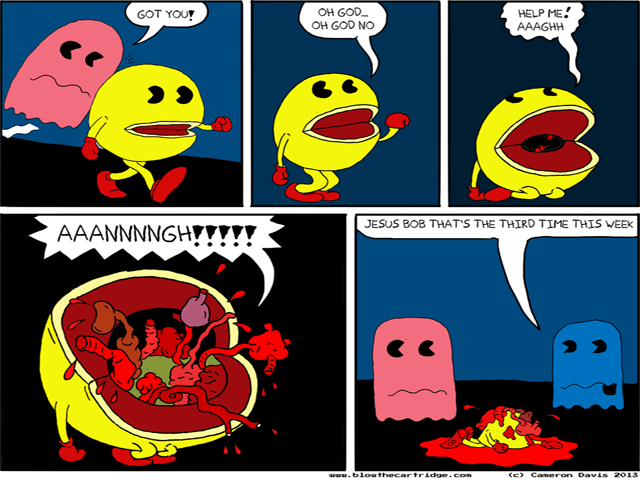 GOT YOU!
OH GOD...
OH GOD NO
HELP ME!
AAAGHH
AAANNNNGH!!!!!
JESUS BOB THAT'S THE THIRD TIME THIS WEEK
www.blowthecartridge.com (c) Cameron Davis 2013